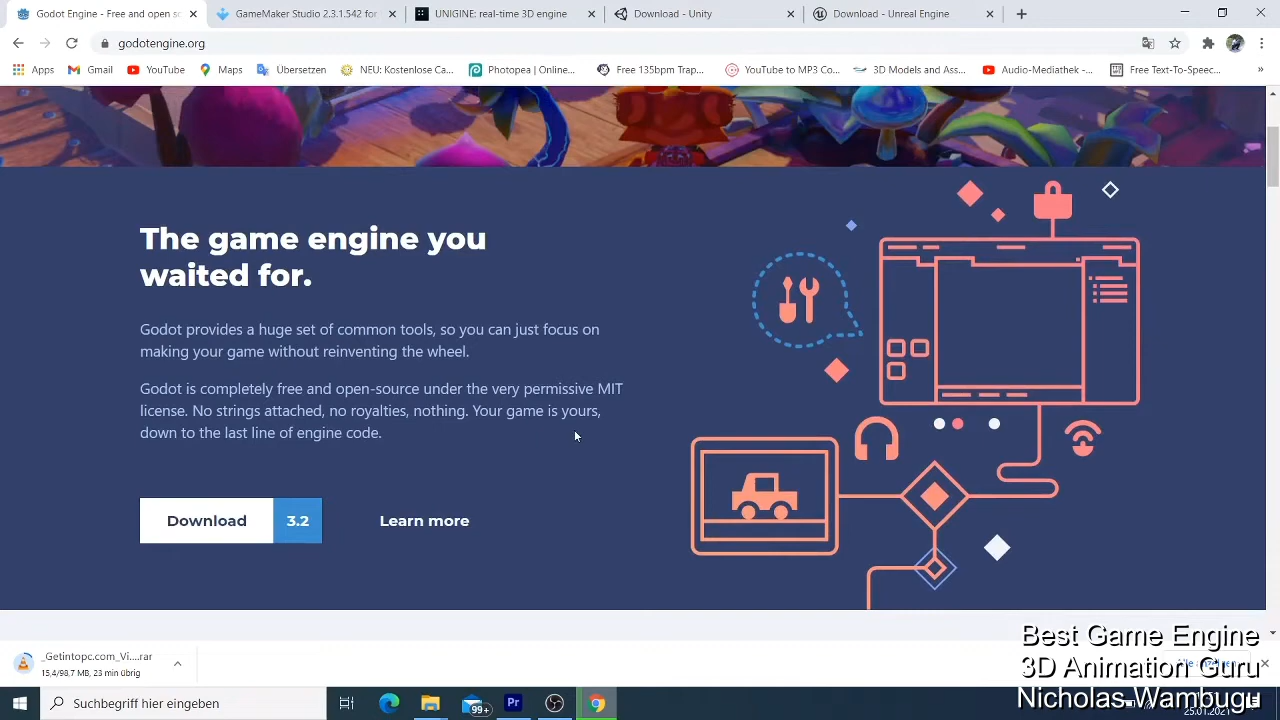 Godot Engine - Free and open so
GameMaker Studio 2.3.1.542 for
UNIGINE: real-time 3D engine
Download - Unity
Download - Unreal Engine
godotengine.org
Apps
Gmail
YouTube
Maps
Übersetzen
NEU: Kostenlose Ca...
Photopea | Online...
Free 135bpm Trap...
YouTube to MP3 Co...
3D Models and Ass...
Audio-Mediathek -...
Free Text-To-Speec...
The game engine you
waited for.
Godot provides a huge set of common tools, so you can just focus on
making your game without reinventing the wheel.
Godot is completely free and open-source under the very permissive MIT
license. No strings attached, no royalties, nothing. Your game is yours,
down to the last line of engine code.
Download 3.2
Learn more
_Getintopc.com_Vi....rar
15,4/98,7 MB, 23 min übrig
Best Game Engine
3D Animation Guru
Nicholas Wambugu
Suchbegriff hier eingeben
99+
Pr
25.01.2021